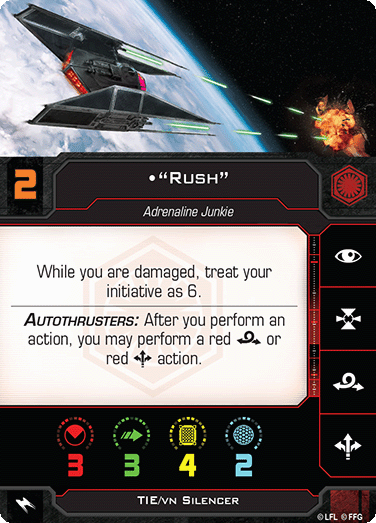 2
•“Rush”
Adrenaline Junkie
While you are damaged, treat your
initiative as 6.
Autothrusters: After you perform an
action, you may perform a red or
red action.
3 3 4 2
TIE/vn Silencer
© LFL © FFG